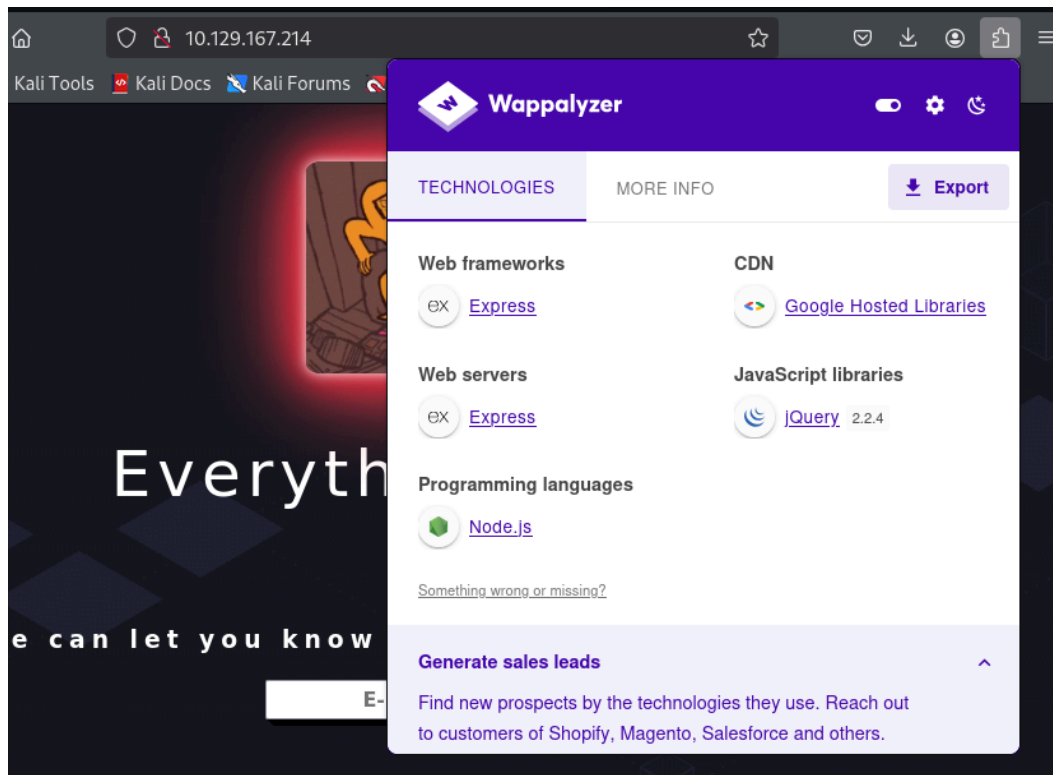 10.129.167.214
Kali Tools Kali Docs Kali Forums
Wappalyzer
TECHNOLOGIES MORE INFO Export
Web frameworks CDN
ex Express Google Hosted Libraries
Web servers JavaScript libraries
ex Express jQuery 2.2.4
Everyth
Programming languages
Node.js
Something wrong or missing?
e can let you know
Generate sales leads
E-
Find new prospects by the technologies they use. Reach out
to customers of Shopify, Magento, Salesforce and others.